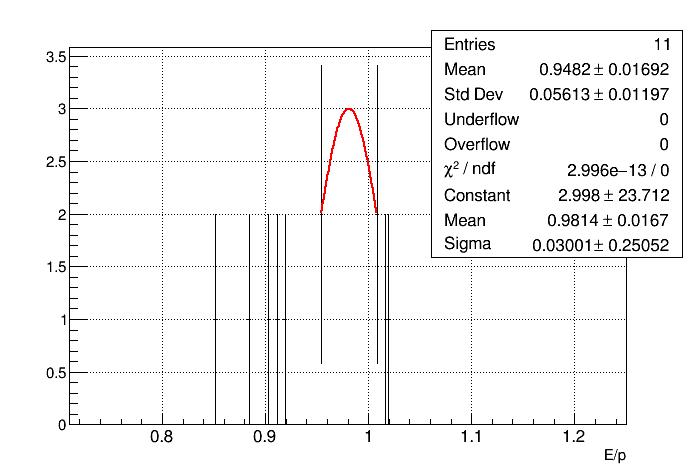 Entries 11
Mean 0.9482 ± 0.01692
Std Dev 0.05613 ± 0.01197
Underflow 0
Overflow 0
χ² / ndf 2.996e−13 / 0
Constant 2.998 ± 23.712
Mean 0.9814 ± 0.0167
Sigma 0.03001 ± 0.25052
3.5
3
2.5
2
1.5
1
0.5
0
0.8 0.9 1 1.1 1.2
E/p